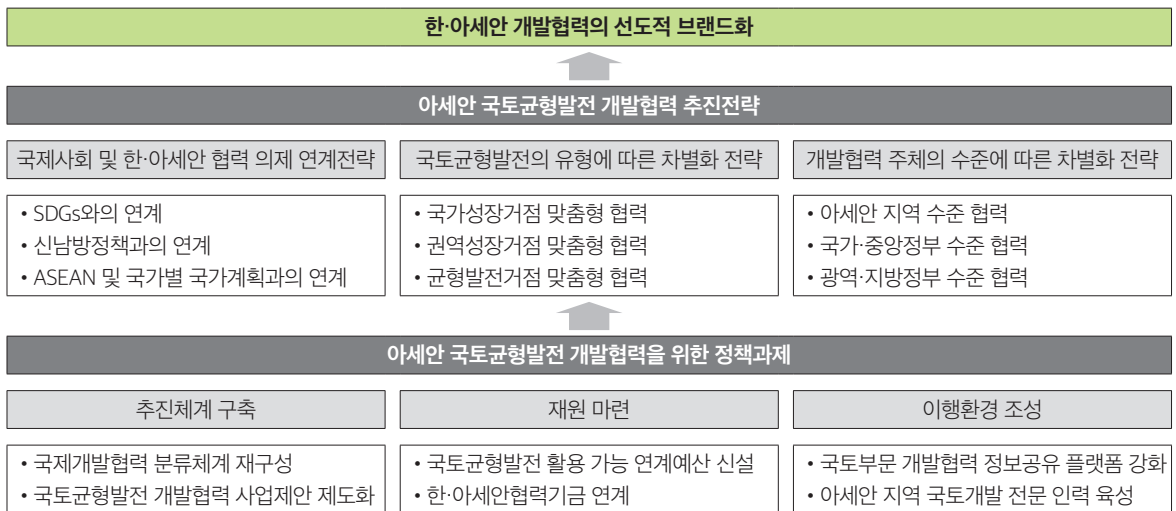 한·아세안 개발협력의 선도적 브랜드화
아세안 국토균형발전 개발협력 추진전략
국제사회 및 한·아세안 협력 의제 연계전략
• SDGs와의 연계
• 신남방정책과의 연계
• ASEAN 및 국가별 국가계획과의 연계
국토균형발전의 유형에 따른 차별화 전략
• 국가성장거점 맞춤형 협력
• 권역성장거점 맞춤형 협력
• 균형발전거점 맞춤형 협력
개발협력 주체의 수준에 따른 차별화 전략
• 아세안 지역 수준 협력
• 국가·중앙정부 수준 협력
• 광역·지방정부 수준 협력
아세안 국토균형발전 개발협력을 위한 정책과제
추진체계 구축
• 국제개발협력 분류체계 재구성
• 국토균형발전 개발협력 사업제안 제도화
재원 마련
• 국토균형발전 활용 가능 연계예산 신설
• 한·아세안협력기금 연계
이행환경 조성
• 국토부문 개발협력 정보공유 플랫폼 강화
• 아세안 지역 국토개발 전문 인력 육성